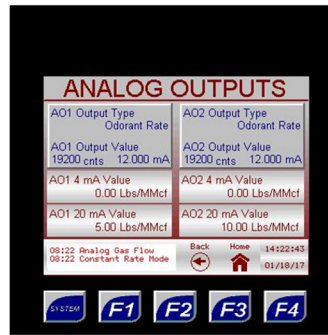 ANALOG OUTPUTS
AO1 Output Type
Odorant Rate
AO1 Output Value
19200 cnts 12.000 mA
AO2 Output Type
Odorant Rate
AO2 Output Value
19200 cnts 12.000 mA
AO1 4 mA Value
0.00 Lbs/MMcf
AO2 4 mA Value
0.00 Lbs/MMcf
AO1 20 mA Value
5.00 Lbs/MMcf
AO2 20 mA Value
10.00 Lbs/MMcf
08:22 Analog Gas Flow
08:22 Constant Rate Mode
Back
Home
14:22:43
01/18/17
SYSTEM F1 F2 F3 F4